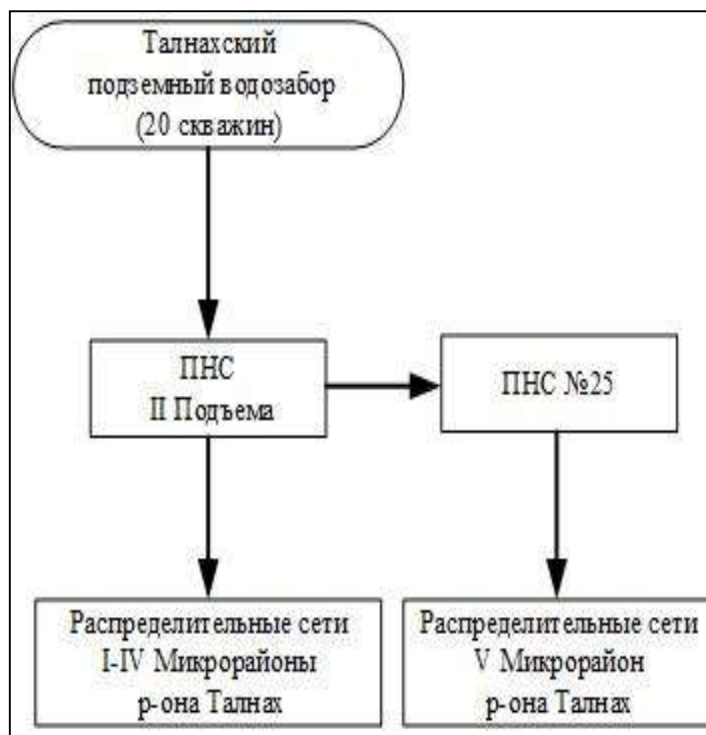 Талнахский
подземный водозабор
(20 скважин)
ПНС
II Подъема
ПНС №25
Распределительные сети
I-IV Микрорайоны
р-она Талнах
Распределительные сети
V Микрорайон
р-она Талнах